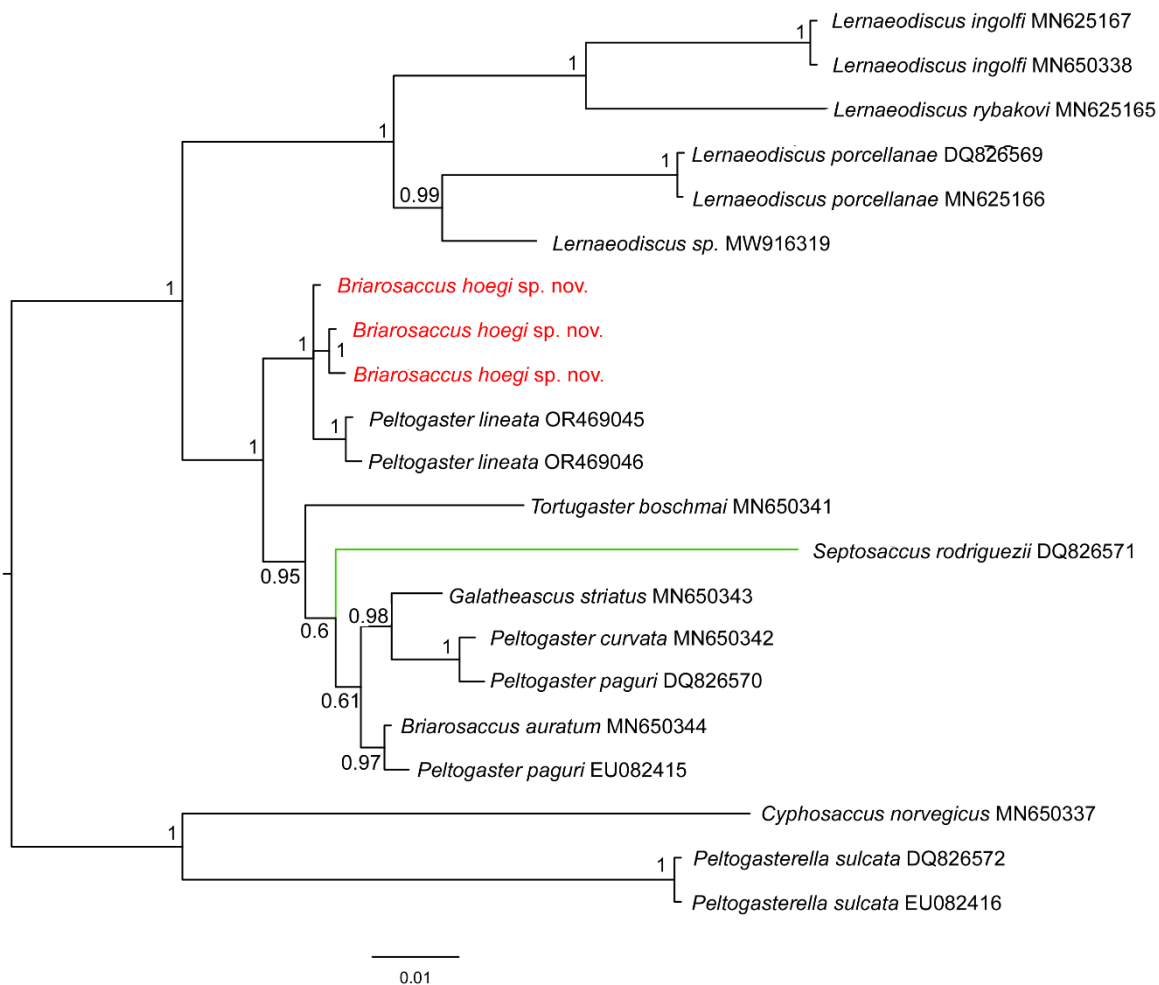 Lernaeodiscus ingolfi MN625167
1
Lernaeodiscus ingolfi MN650338
1
Lernaeodiscus rybakovi MN625165
1
Lernaeodiscus porcellanae DQ826569
1
Lernaeodiscus porcellanae MN625166
0.99
Lernaeodiscus sp. MW916319
1
Briarosaccus hoegi sp. nov.
Briarosaccus hoegi sp. nov.
1
1
Briarosaccus hoegi sp. nov.
Peltogaster lineata OR469045
1
1
Peltogaster lineata OR469046
Tortugaster boschmai MN650341
Septosaccus rodriguezii DQ826571
0.95
Galatheascus striatus MN650343
0.98
0.6
Peltogaster curvata MN650342
1
Peltogaster paguri DQ826570
0.61
Briarosaccus auratum MN650344
0.97
Peltogaster paguri EU082415
Cyphosaccus norvegicus MN650337
1
Peltogasterella sulcata DQ826572
1
Peltogasterella sulcata EU082416
0.01